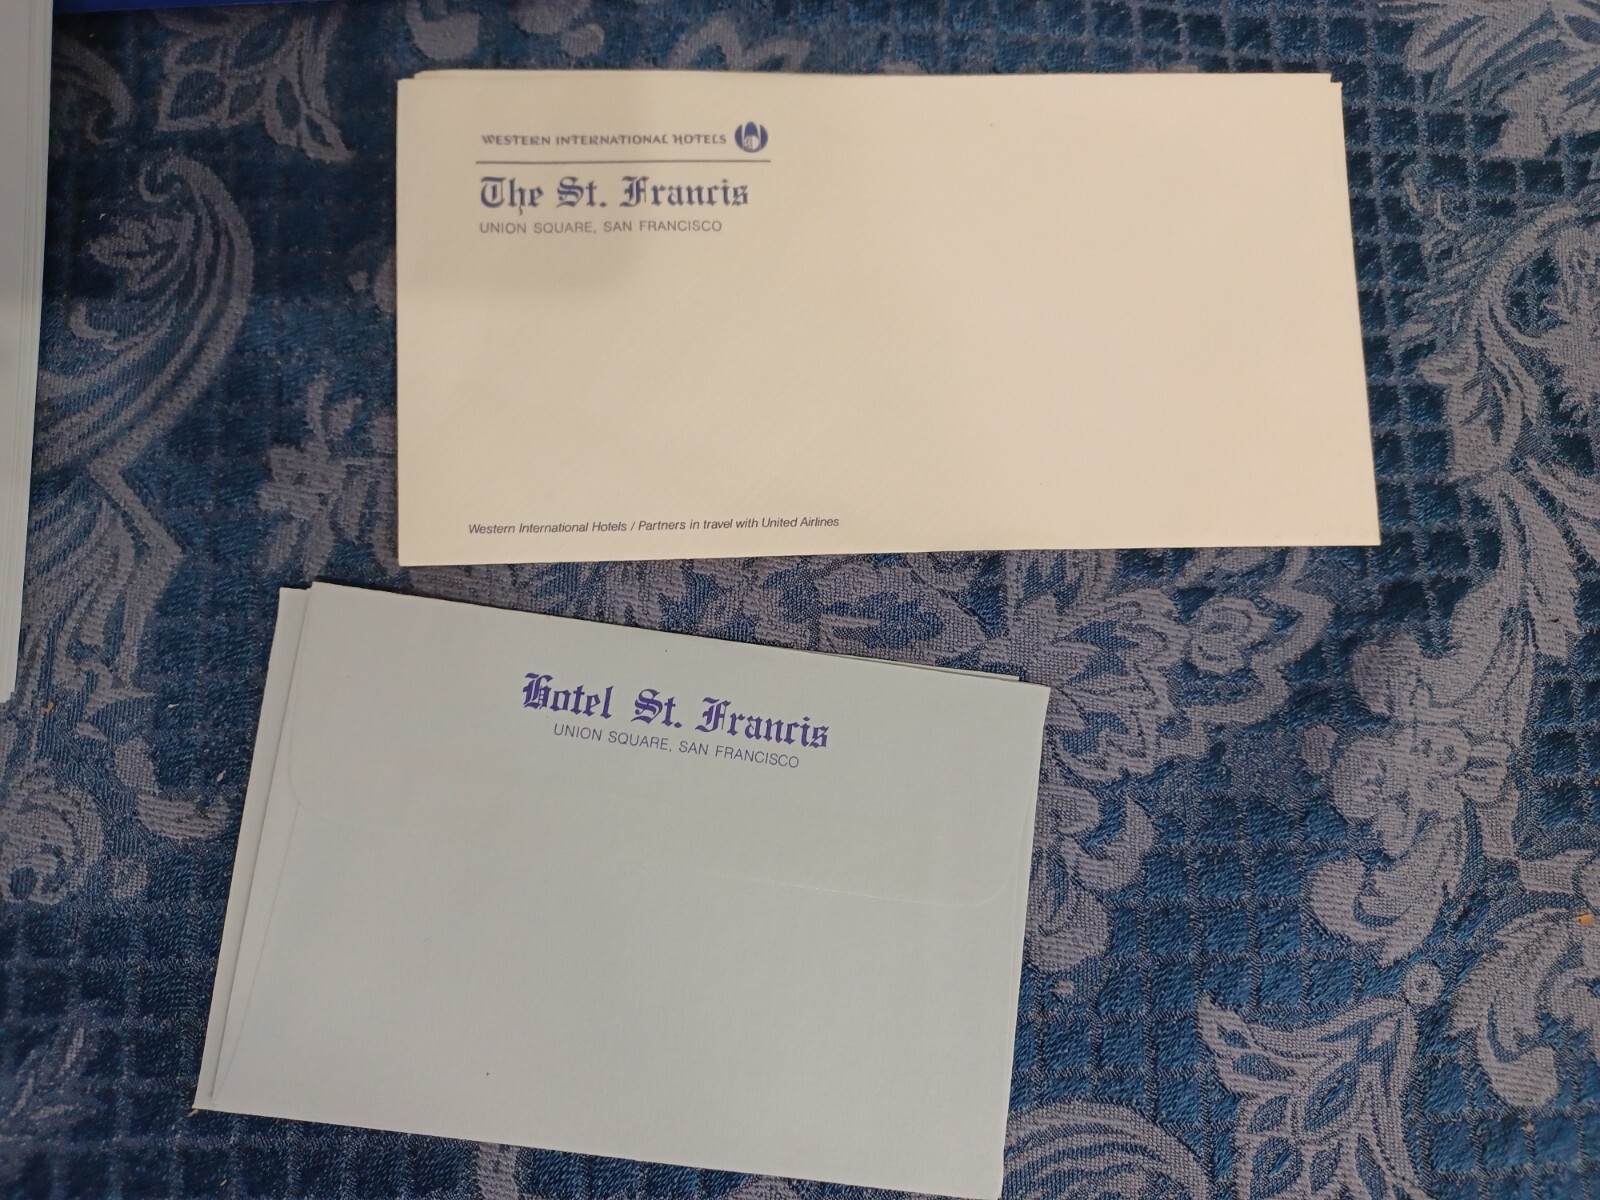 WESTERN INTERNATIONAL HOTELS
The St. Francis
UNION SQUARE, SAN FRANCISCO
Western International Hotels / Partners in travel with United Airlines
Hotel St. Francis
UNION SQUARE, SAN FRANCISCO